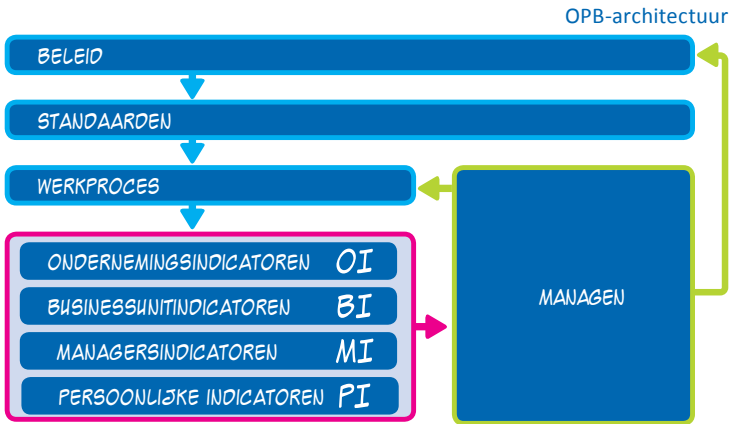 OPB-architectuur
BELEID
STANDAARDEN
WERKPROCES
ONDERNEMINGSINDICATOREN OI
BUSINESSUNITINDICATOREN BI
MANAGERSINDICATOREN MI
PERSOONLIJKE INDICATOREN PI
MANAGEN